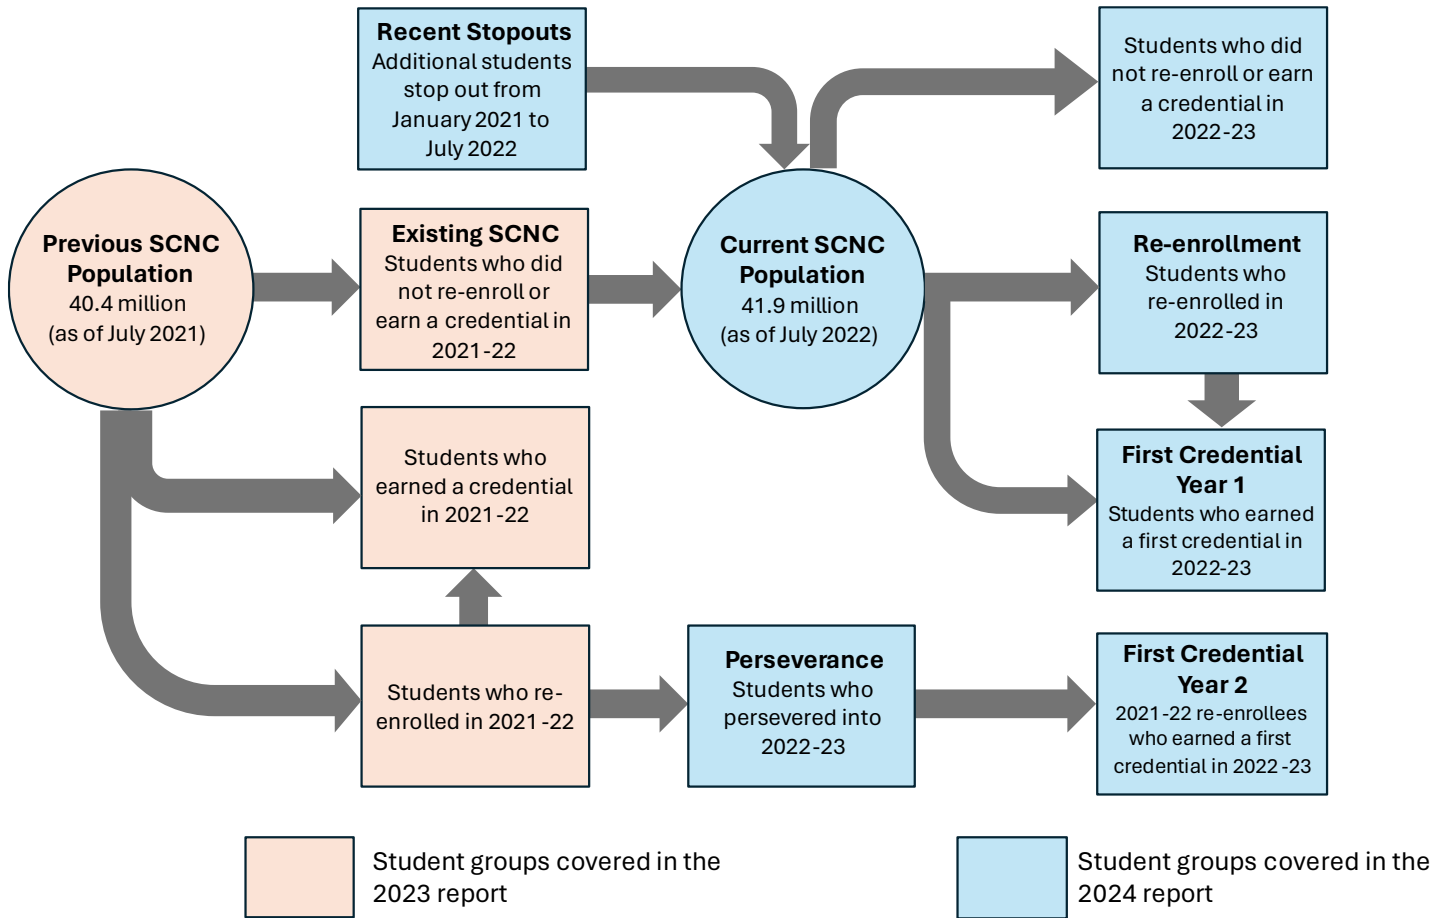 Recent Stopouts
Additional students
stop out from
January 2021 to
July 2022
Students who did
not re-enroll or earn
a credential in
2022-23
Previous SCNC
Population
40.4 million
(as of July 2021)
Existing SCNC
Students who did
not re-enroll or
earn a credential in
2021-22
Current SCNC
Population
41.9 million
(as of July 2022)
Re-enrollment
Students who
re-enrolled in
2022-23
Students who
earned a credential
in 2021-22
First Credential
Year 1
Students who earned
a first credential in
2022-23
Students who re-
enrolled in 2021-22
Perseverance
Students who
persevered into
2022-23
First Credential
Year 2
2021-22 re-enrollees
who earned a first
credential in 2022-23
Student groups covered in the
2023 report
Student groups covered in the
2024 report